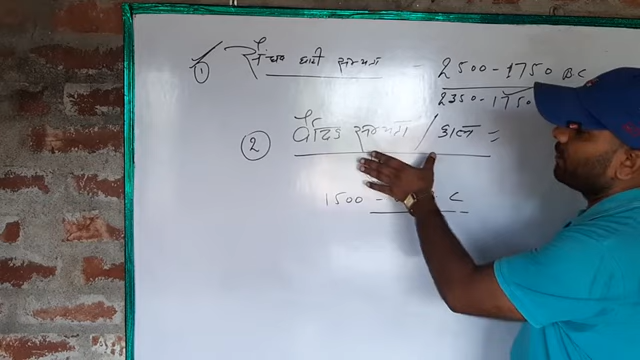 ① सैंधव घाटी सभ्यता - 2500-1750 BC
2350-1750
② वैदिक सभ्यता / काल =
1500 - C